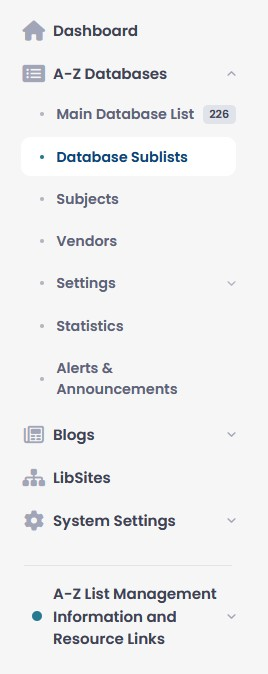 Dashboard
A-Z Databases
Main Database List 226
Database Sublists
Subjects
Vendors
Settings
Statistics
Alerts &
Announcements
Blogs
LibSites
System Settings
A-Z List Management
Information and
Resource Links